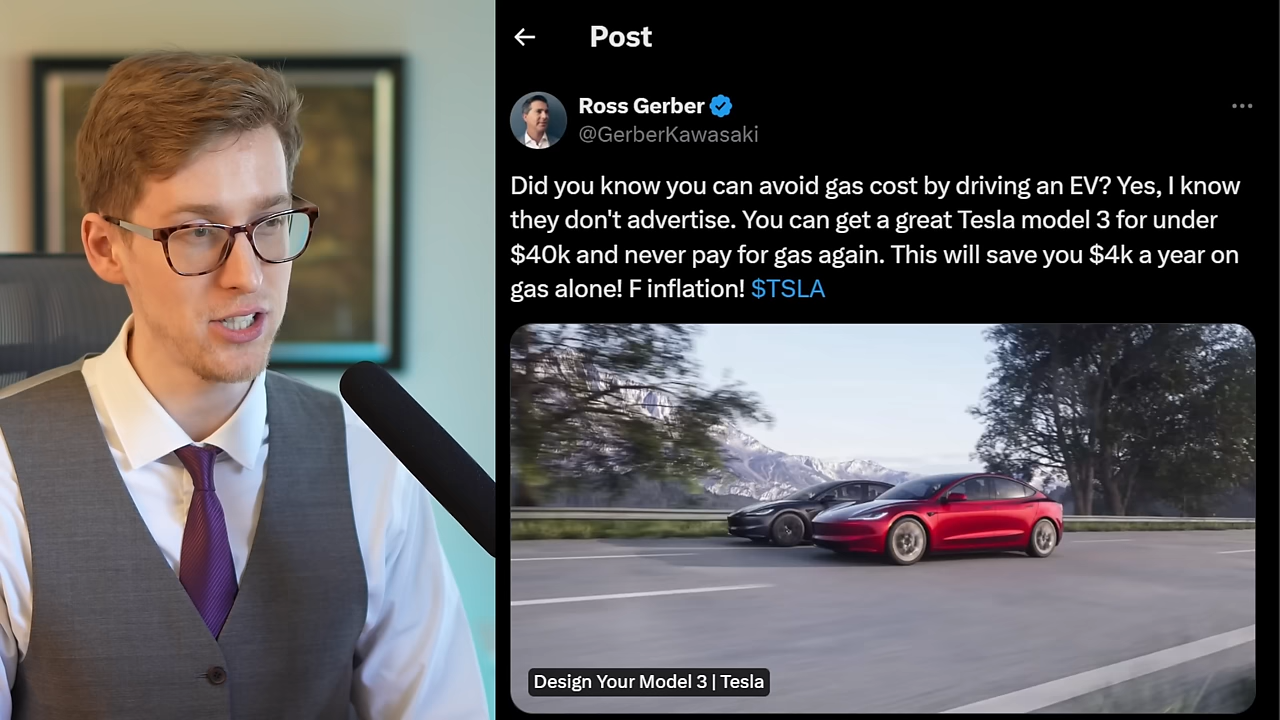 Post
Ross Gerber
@GerberKawasaki
Did you know you can avoid gas cost by driving an EV? Yes, I know
they don't advertise. You can get a great Tesla model 3 for under
$40k and never pay for gas again. This will save you $4k a year on
gas alone! F inflation! $TSLA
Design Your Model 3 | Tesla